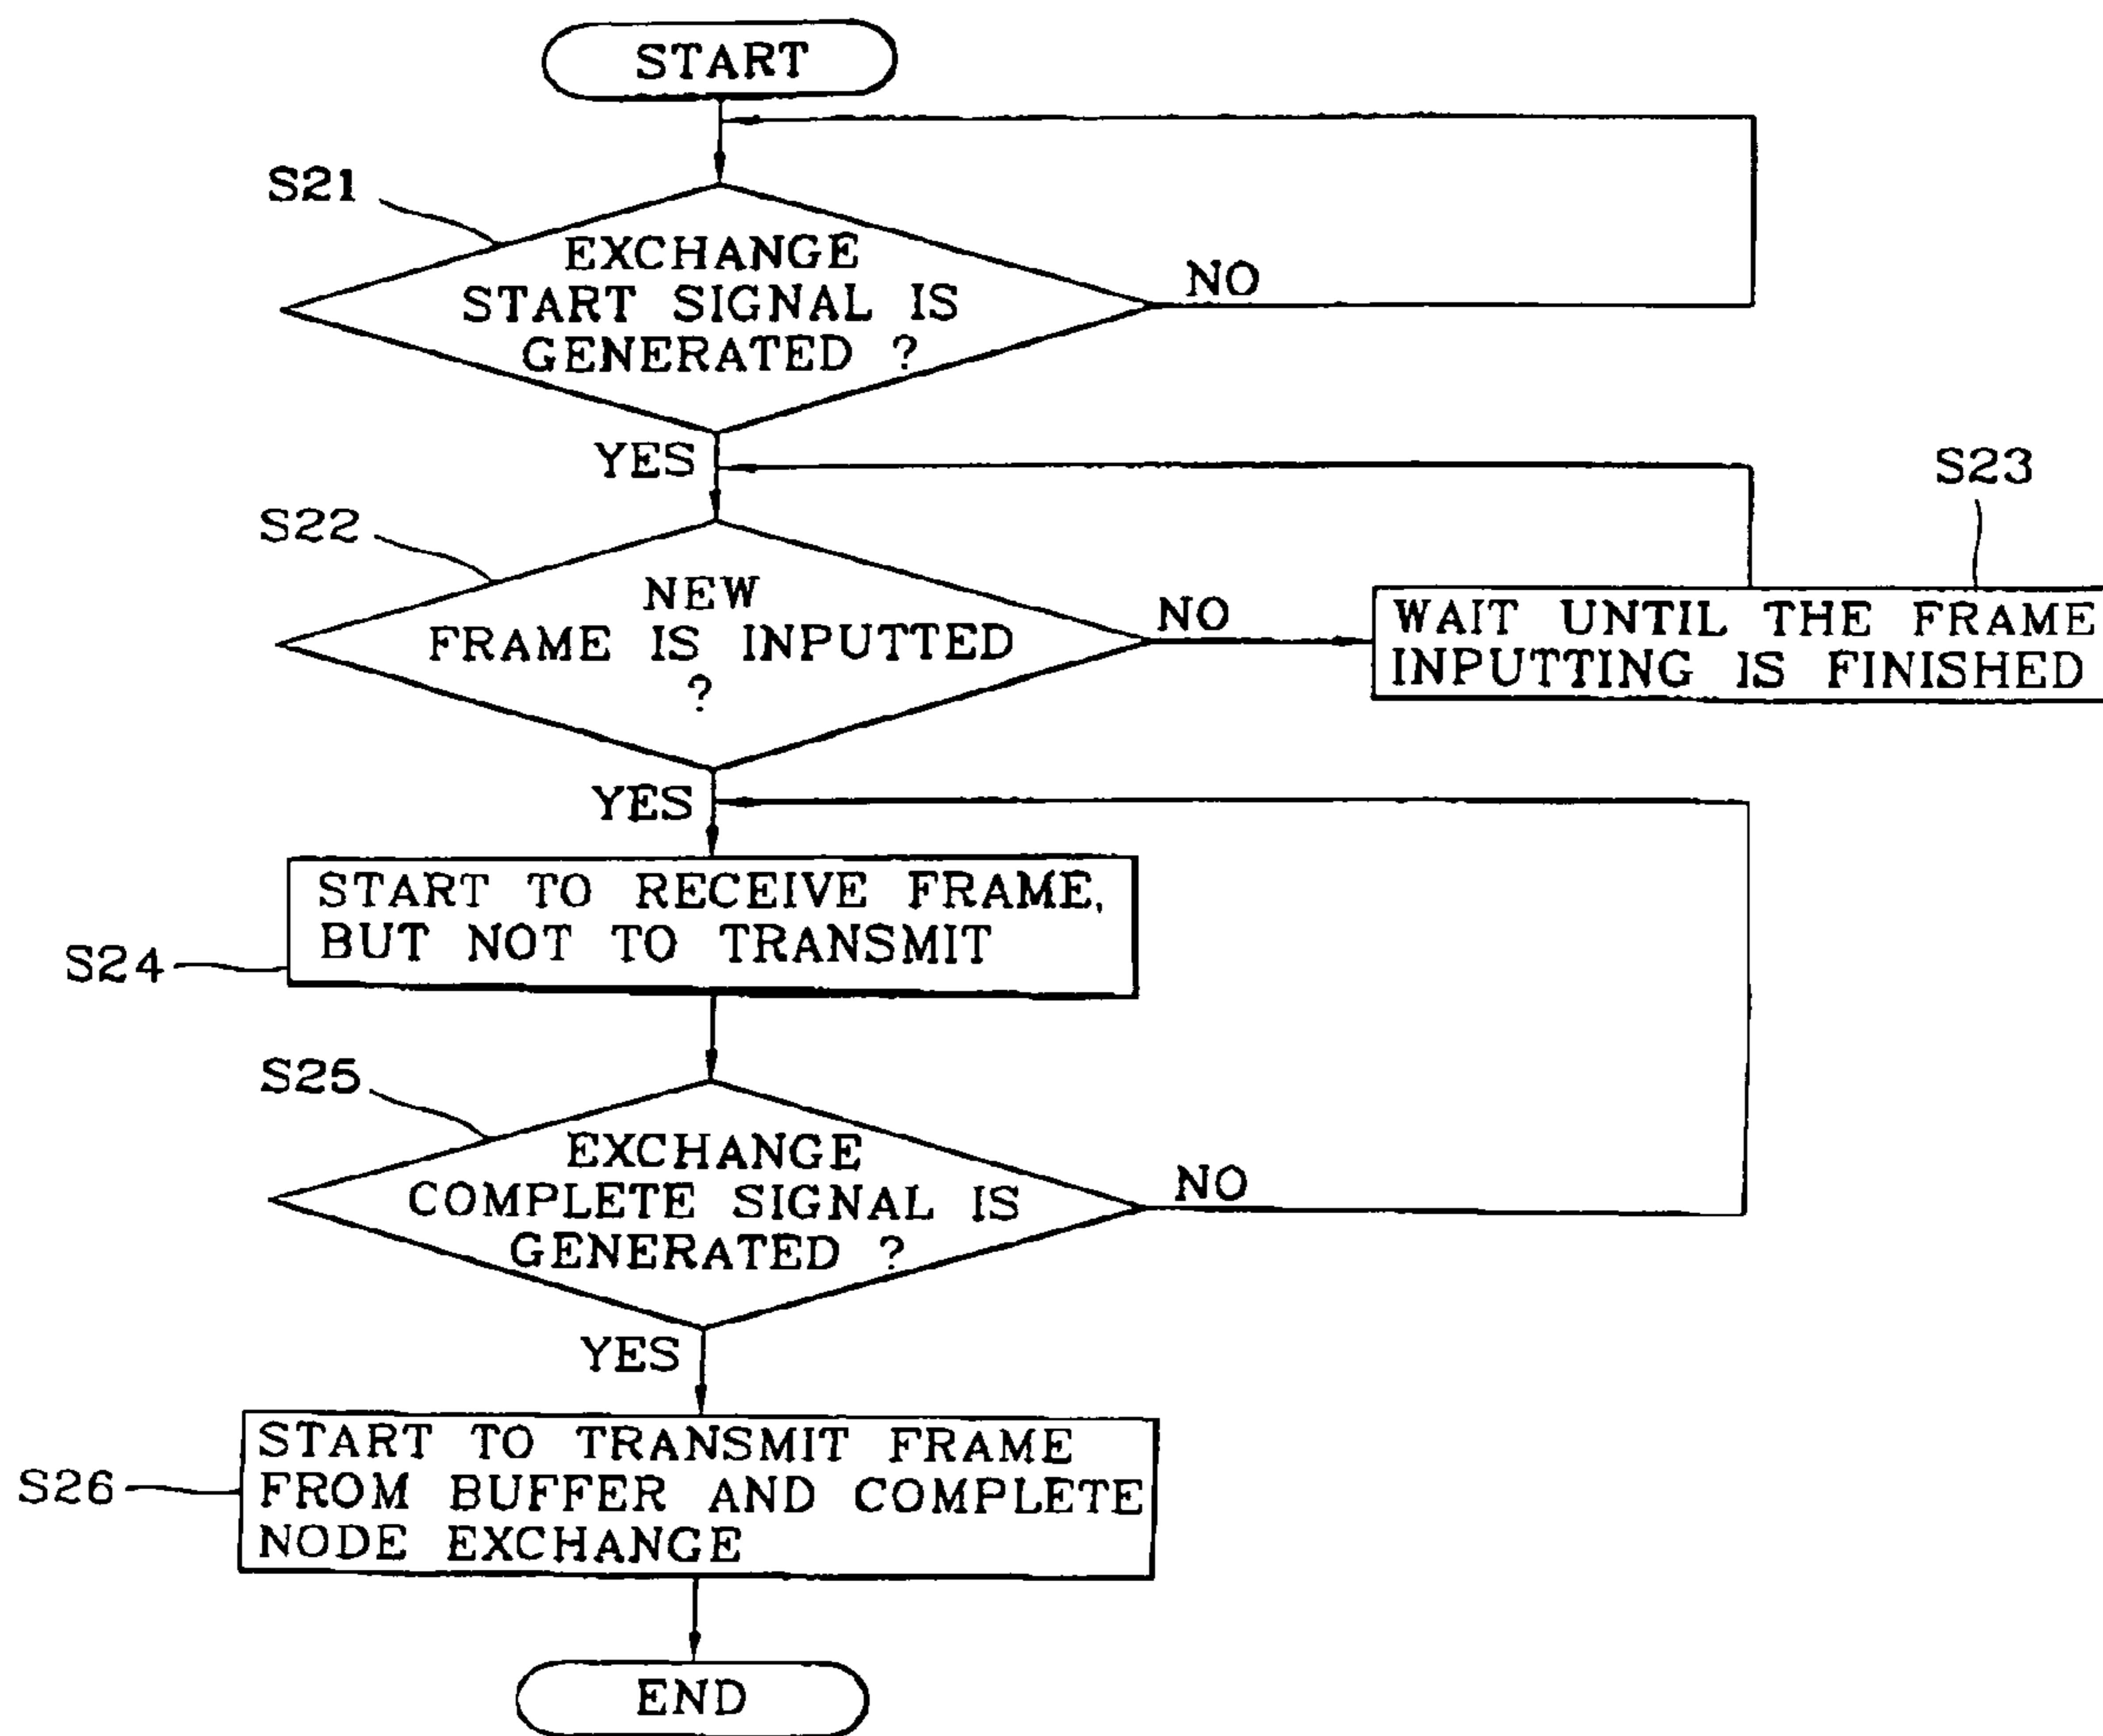 START
S21
EXCHANGE
START SIGNAL IS
GENERATED ?
NO
YES
S23
S22
NEW
FRAME IS INPUTTED
?
NO
WAIT UNTIL THE FRAME
INPUTTING IS FINISHED
YES
START TO RECEIVE FRAME,
BUT NOT TO TRANSMIT
S24
S25
EXCHANGE
COMPLETE SIGNAL IS
GENERATED ?
NO
YES
START TO TRANSMIT FRAME
FROM BUFFER AND COMPLETE
NODE EXCHANGE
S26
END